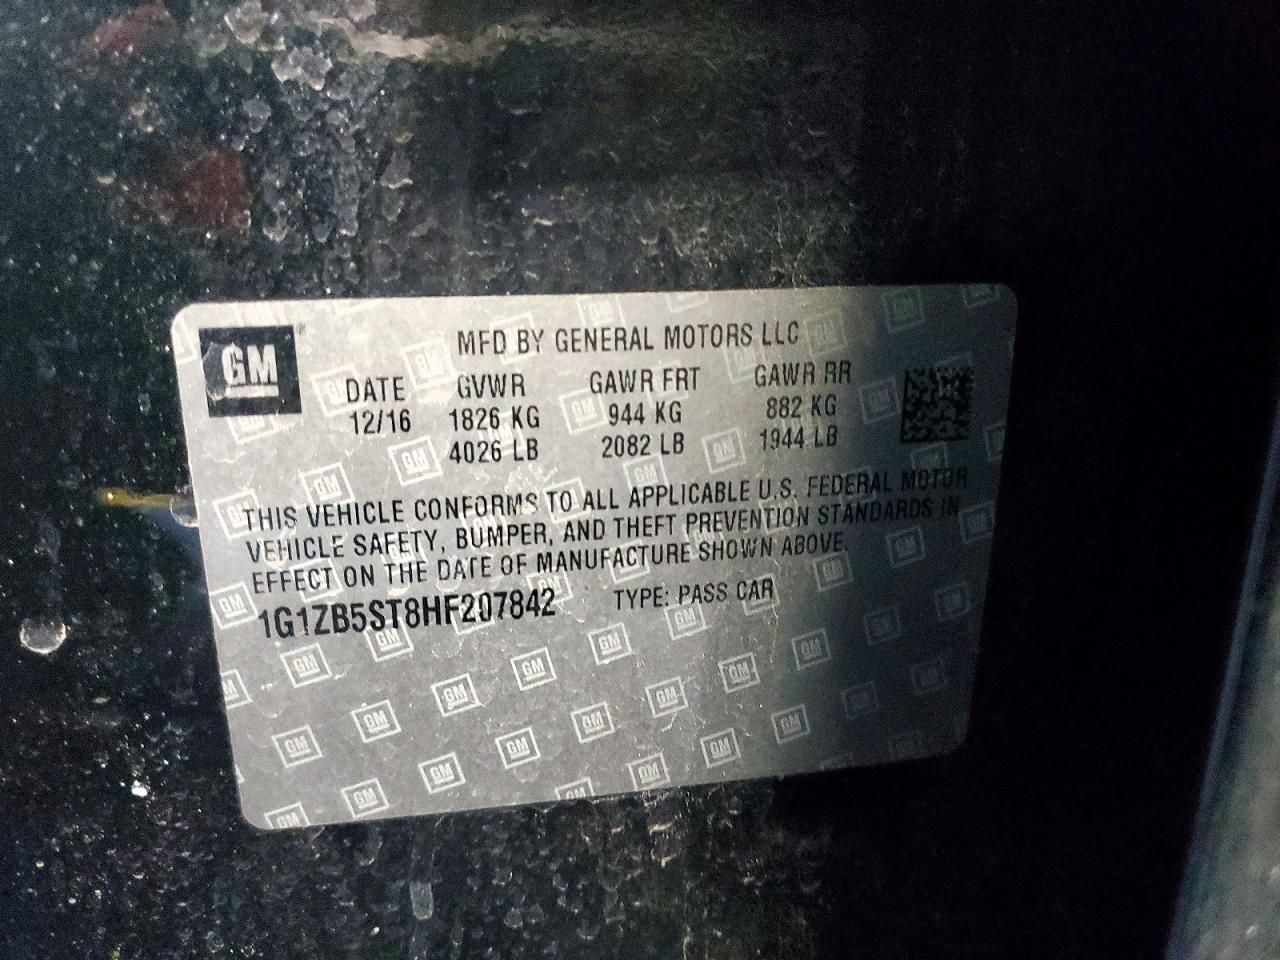 GM
MFD BY GENERAL MOTORS LLC
DATE GVWR GAWR FRT GAWR RR
12/16 1826 KG 944 KG 882 KG
4026 LB 2082 LB 1944 LB
THIS VEHICLE CONFORMS TO ALL APPLICABLE U.S. FEDERAL MOTOR
VEHICLE SAFETY, BUMPER, AND THEFT PREVENTION STANDARDS IN
EFFECT ON THE DATE OF MANUFACTURE SHOWN ABOVE.
1G1ZB5ST8HF207842 TYPE: PASS CAR